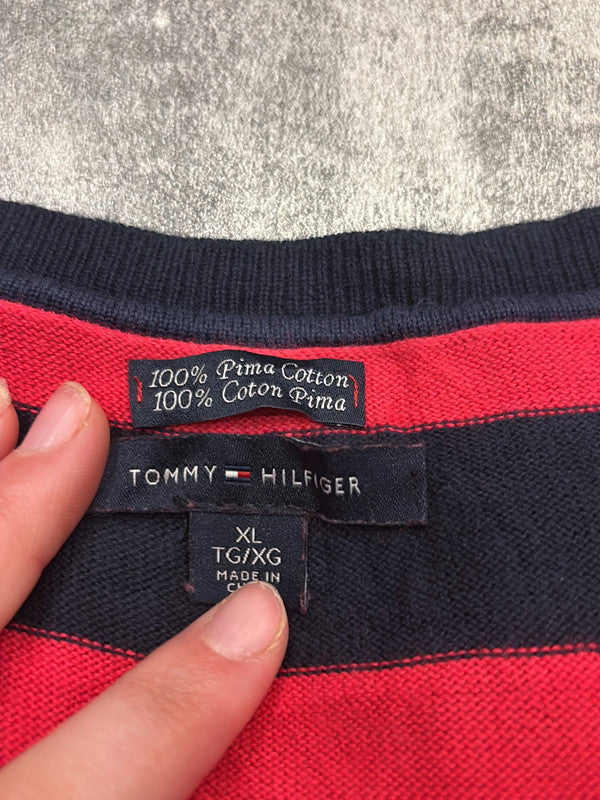 100% Pima Cotton
100% Coton Pima
TOMMY HILFIGER
XL
TG/XG
MADE IN